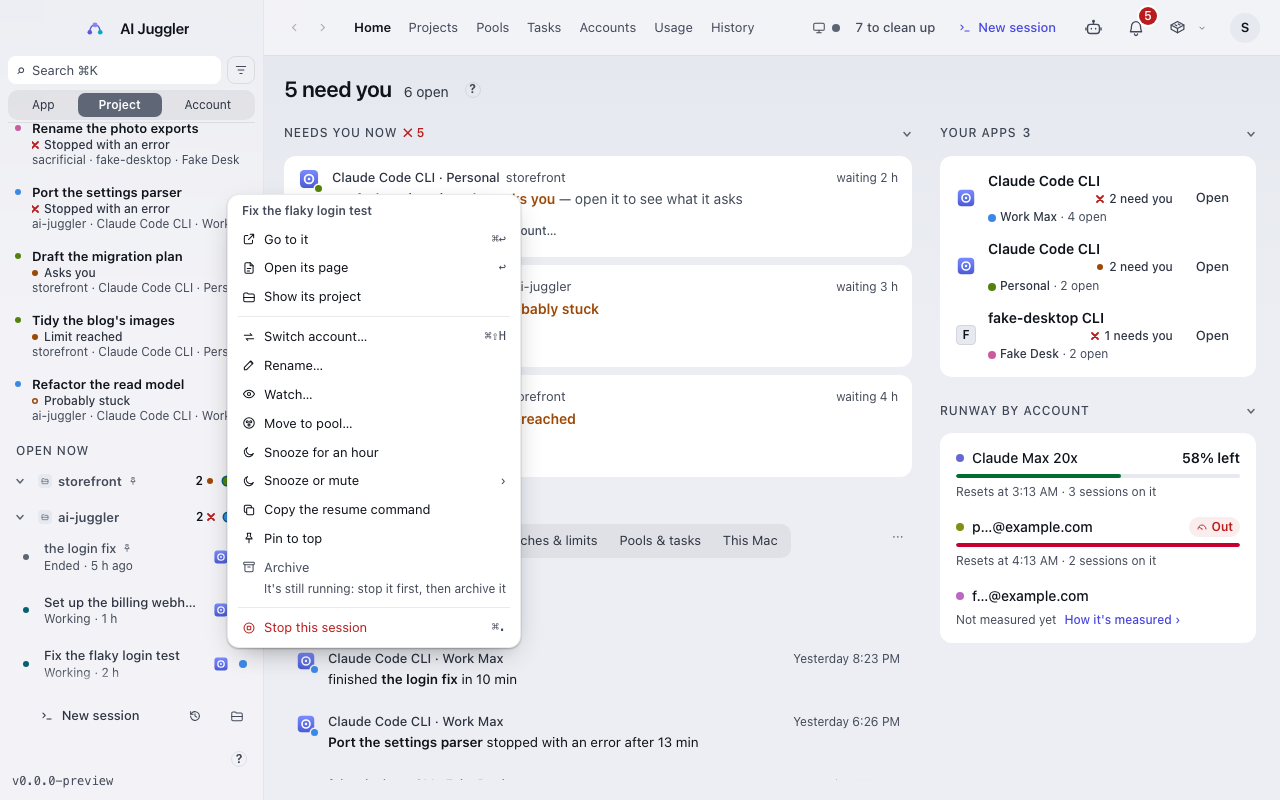 AI Juggler
Search ⌘K
App Project Account
Rename the photo exports
Stopped with an error
sacrificial · fake-desktop · Fake Desk
Port the settings parser
Stopped with an error
ai-juggler · Claude Code CLI · Work
Draft the migration plan
Asks you
storefront · Claude Code CLI · Pers
Tidy the blog's images
Limit reached
storefront · Claude Code CLI · Pers
Refactor the read model
Probably stuck
ai-juggler · Claude Code CLI · Work
OPEN NOW
storefront 2
ai-juggler 2
the login fix
Ended · 5 h ago
Set up the billing webh...
Working · 1 h
Fix the flaky login test
Working · 2 h
New session
?
v0.0.0-preview
Home Projects Pools Tasks Accounts Usage History
7 to clean up
New session
5
S
5 need you 6 open ?
NEEDS YOU NOW 5
Claude Code CLI · Personal storefront waiting 2 h
ks you — open it to see what it asks
ount...
i-juggler waiting 3 h
bably stuck
orefront waiting 4 h
reached
ches & limits Pools & tasks This Mac
Claude Code CLI · Work Max Yesterday 8:23 PM
finished the login fix in 10 min
Claude Code CLI · Work Max Yesterday 6:26 PM
Port the settings parser stopped with an error after 13 min
Fix the flaky login test
Go to it ⌘↩
Open its page ↩
Show its project
Switch account... ⌘⇧H
Rename...
Watch...
Move to pool...
Snooze for an hour
Snooze or mute
Copy the resume command
Pin to top
Archive
It's still running: stop it first, then archive it
Stop this session ⌘.
YOUR APPS 3
Claude Code CLI
2 need you
Work Max · 4 open
Open
Claude Code CLI
2 need you
Personal · 2 open
Open
F
fake-desktop CLI
1 needs you
Fake Desk · 2 open
Open
RUNWAY BY ACCOUNT
Claude Max 20x 58% left
Resets at 3:13 AM · 3 sessions on it
p...@example.com Out
Resets at 4:13 AM · 2 sessions on it
f...@example.com
Not measured yet How it's measured ›